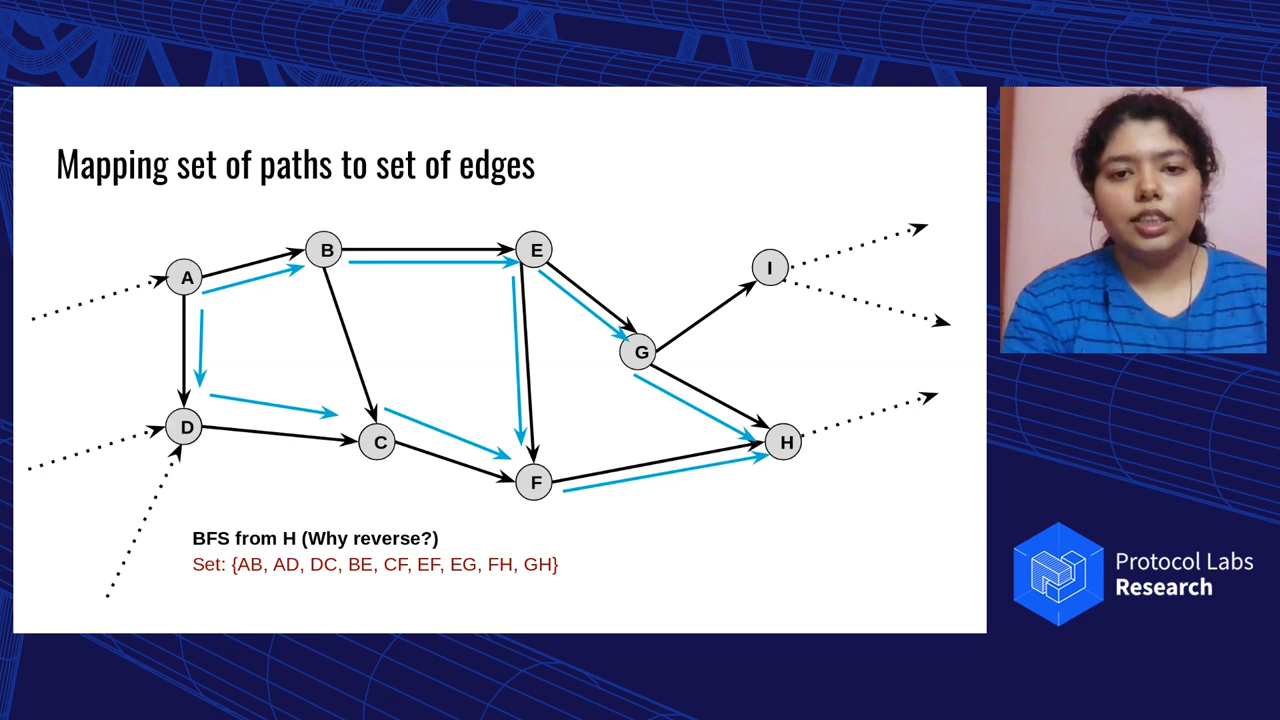 Mapping set of paths to set of edges
B
E
A
I
G
D
C
H
F
BFS from H (Why reverse?)
Set: {AB, AD, DC, BE, CF, EF, EG, FH, GH}
Protocol Labs
Research